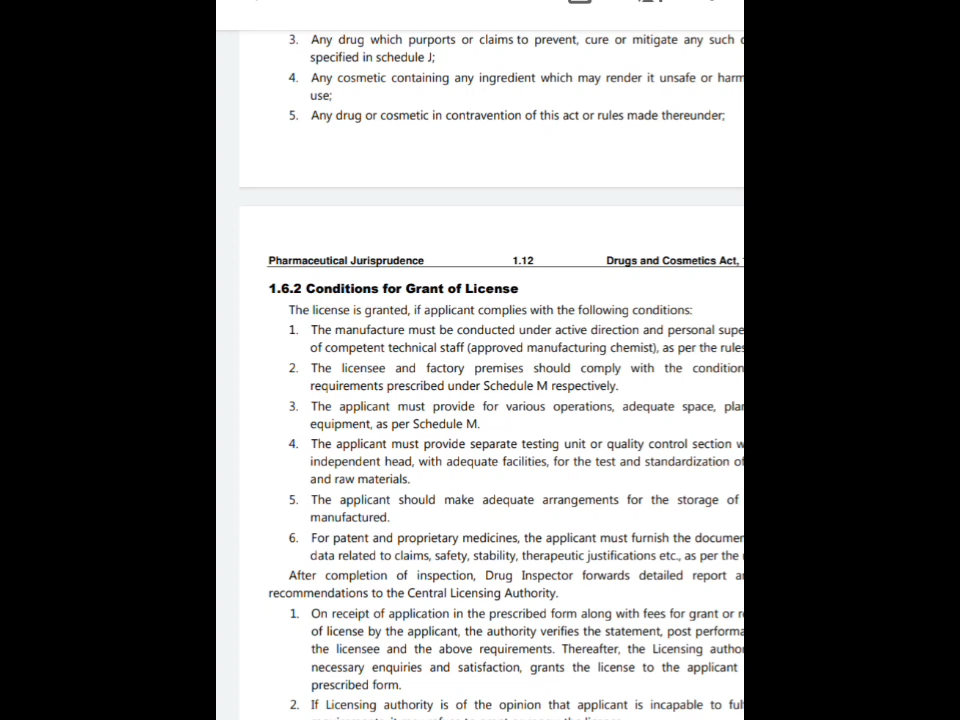 3. Any drug which purports or claims to prevent, cure or mitigate any such
specified in schedule J;
4. Any cosmetic containing any ingredient which may render it unsafe or harm
use;
5. Any drug or cosmetic in contravention of this act or rules made thereunder;
Pharmaceutical Jurisprudence 1.12 Drugs and Cosmetics Act,
1.6.2 Conditions for Grant of License
The license is granted, if applicant complies with the following conditions:
1. The manufacture must be conducted under active direction and personal supe
of competent technical staff (approved manufacturing chemist), as per the rules
2. The licensee and factory premises should comply with the condition
requirements prescribed under Schedule M respectively.
3. The applicant must provide for various operations, adequate space, plan
equipment, as per Schedule M.
4. The applicant must provide separate testing unit or quality control section w
independent head, with adequate facilities, for the test and standardization of
and raw materials.
5. The applicant should make adequate arrangements for the storage of
manufactured.
6. For patent and proprietary medicines, the applicant must furnish the documen
data related to claims, safety, stability, therapeutic justifications etc., as per the
After completion of inspection, Drug Inspector forwards detailed report a
recommendations to the Central Licensing Authority.
1. On receipt of application in the prescribed form along with fees for grant or r
of license by the applicant, the authority verifies the statement, post performa
the licensee and the above requirements. Thereafter, the Licensing autho
necessary enquiries and satisfaction, grants the license to the applicant
prescribed form.
2. If Licensing authority is of the opinion that applicant is incapable to ful